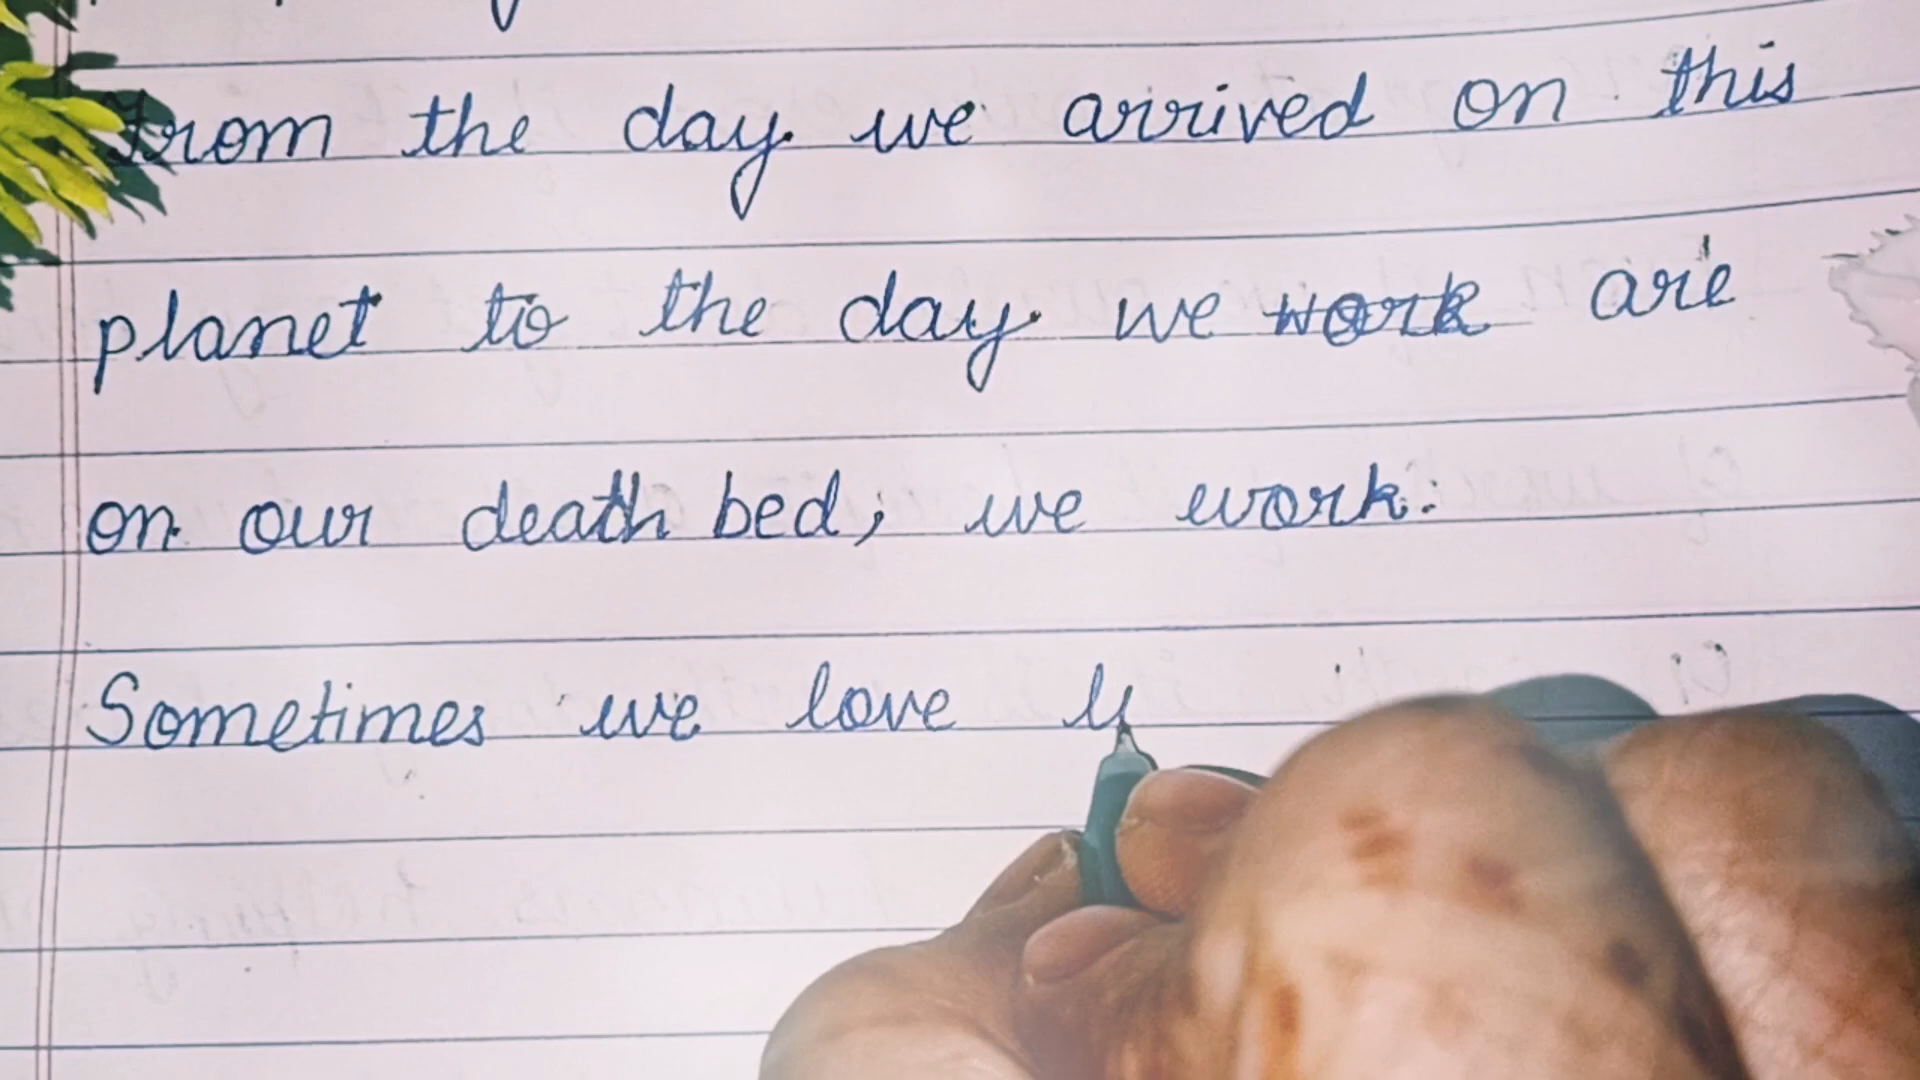 From the day we arrived on this
planet to the day we work are
on our death bed; we work.
Sometimes we love